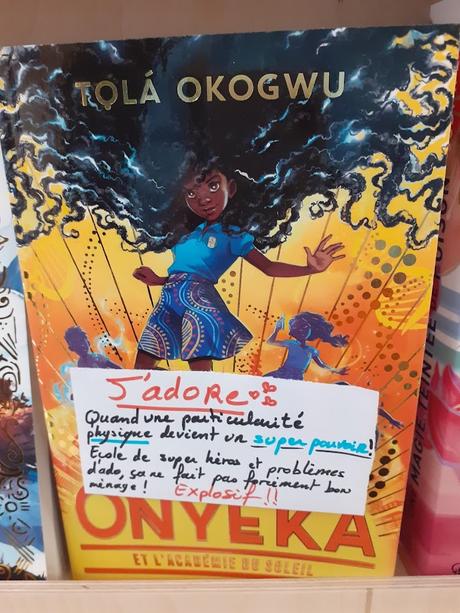 TỌLÁ OKOGWU
J'adore
Quand une particularité
physique devient un super pouvoir!
Ecole de super héros et problèmes
d'ado, ça ne fait pas forcément bon
ménage! Explosif!!
ONYEKA
ET L'ACADÉMIE DU SOLEIL